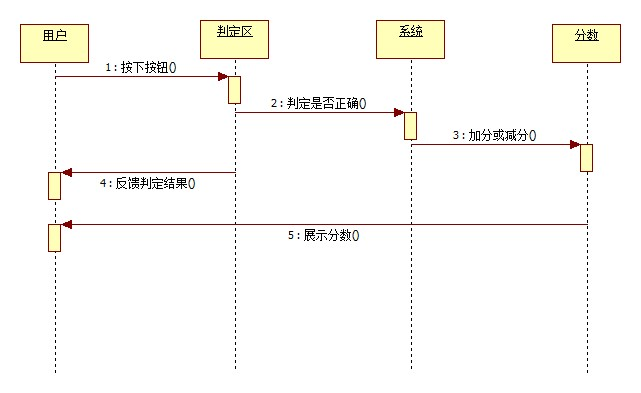 用户
判定区
系统
分数
1 : 按下按钮()
2 : 判定是否正确()
3 : 加分或减分()
4 : 反馈判定结果()
5 : 展示分数()